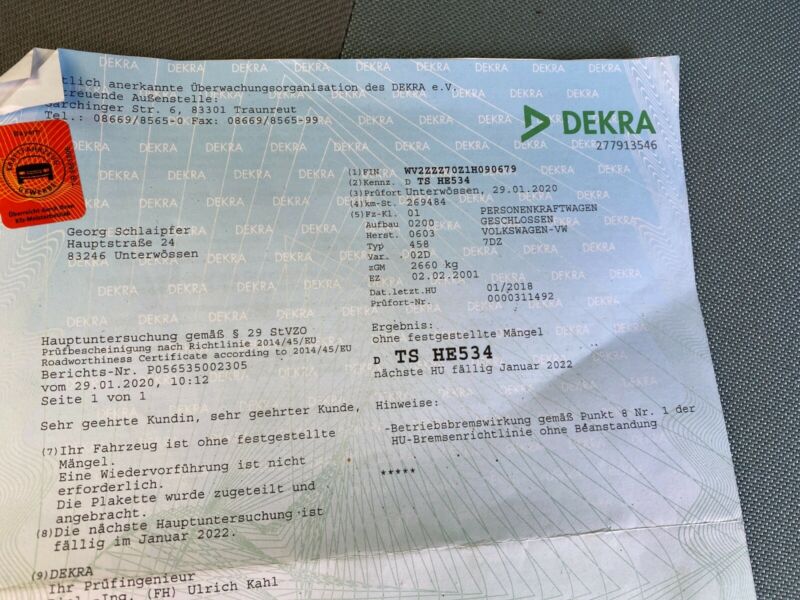 tlich anerkannte Überwachungsorganisation des DEKRA e.V.
treuende Außenstelle:
Garchinger Str. 6, 83301 Traunreut
Tel.: 08669/8565-0 Fax: 08669/8565-99
DEKRA
277913546
Bayern
Überreicht durch Ihren
Kfz-Meisterbetrieb
(1) FIN WV2ZZZ70Z1H090679
(2) Kennz. D TS HE534
(3) Prüfort Unterwössen, 29.01.2020
(4) km-St. 269484
(5) Fz-Kl. 01 PERSONENKRAFTWAGEN
Aufbau 0200 GESCHLOSSEN
Herst. 0603 VOLKSWAGEN-VW
Typ 458 7DZ
Var. 02D
zGM 2660 kg
EZ 02.02.2001
Dat.letzt.HU 01/2018
Prüfort-Nr. 0000311492
Georg Schlaipfer
Hauptstraße 24
83246 Unterwössen
Hauptuntersuchung gemäß § 29 StVZO
Prüfbescheinigung nach Richtlinie 2014/45/EU
Roadworthiness Certificate according to 2014/45/EU
Berichts-Nr. P056535002305
vom 29.01.2020, 10:12
Seite 1 von 1
Ergebnis:
ohne festgestellte Mängel
D TS HE534
nächste HU fällig Januar 2022
Sehr geehrte Kundin, sehr geehrter Kunde,
(7) Ihr Fahrzeug ist ohne festgestellte
Mängel.
Eine Wiedervorführung ist nicht
erforderlich.
Die Plakette wurde zugeteilt und
angebracht.
(8) Die nächste Hauptuntersuchung ist
fällig im Januar 2022.
(9) DEKRA
Ihr Prüfingenieur
(FH) Ulrich Kahl
Hinweise:
-Betriebsbremswirkung gemäß Punkt 8 Nr. 1 der
HU-Bremsenrichtlinie ohne Beanstandung
*****